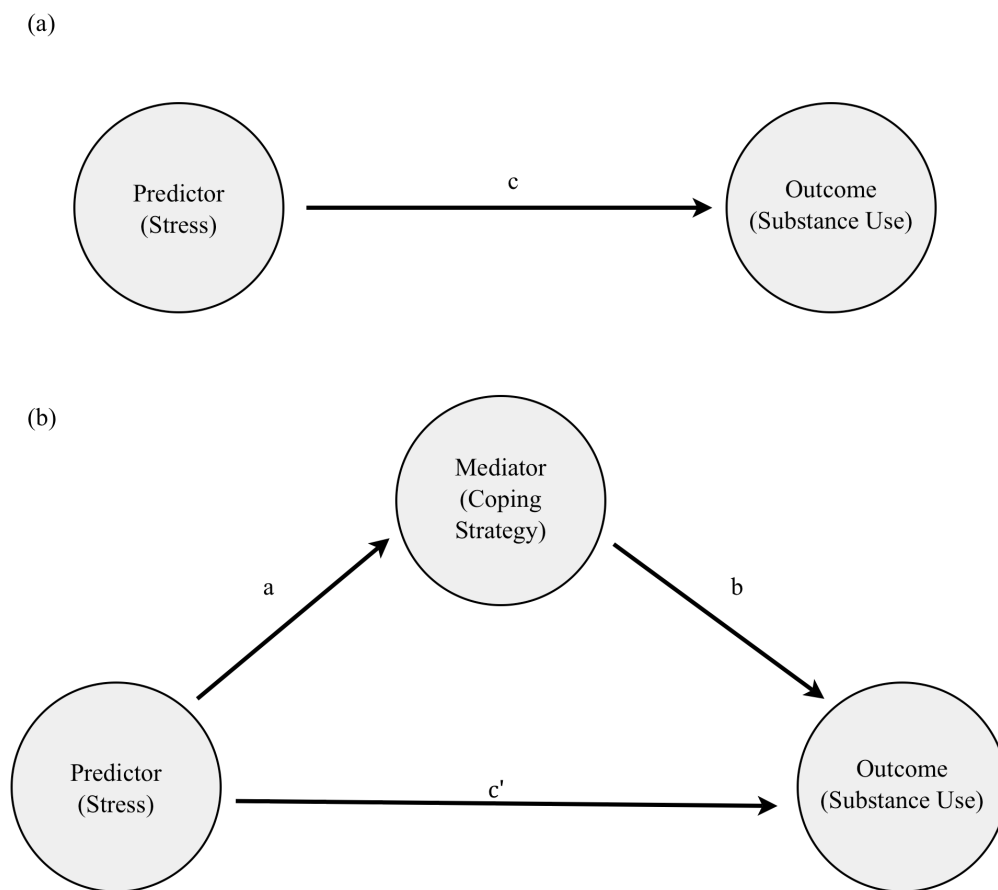 (a)
Predictor
(Stress)
c
Outcome
(Substance Use)
(b)
Mediator
(Coping
Strategy)
a
b
Predictor
(Stress)
c'
Outcome
(Substance Use)